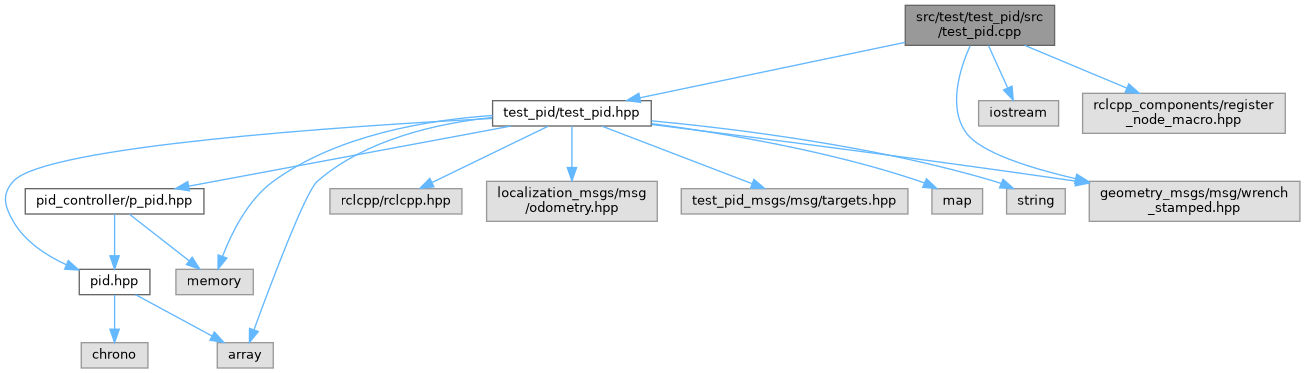 src/test/test_pid/src
/test_pid.cpp
test_pid/test_pid.hpp
iostream
rclcpp_components/register
_node_macro.hpp
pid_controller/p_pid.hpp
rclcpp/rclcpp.hpp
localization_msgs/msg
/odometry.hpp
test_pid_msgs/msg/targets.hpp
map
string
geometry_msgs/msg/wrench
_stamped.hpp
pid.hpp
memory
chrono
array